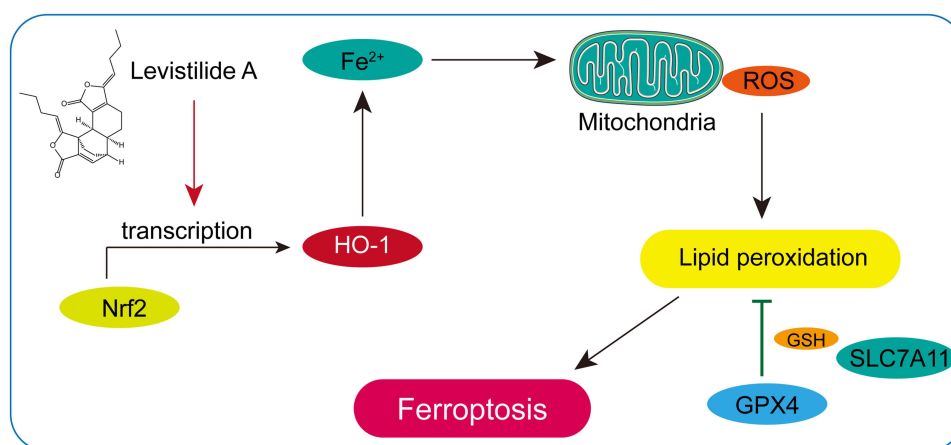 Levistilide A
Fe²⁺
ROS
Mitochondria
transcription
HO-1
Nrf2
Lipid peroxidation
GSH
SLC7A11
GPX4
Ferroptosis
O
O
H
H
O
O
H